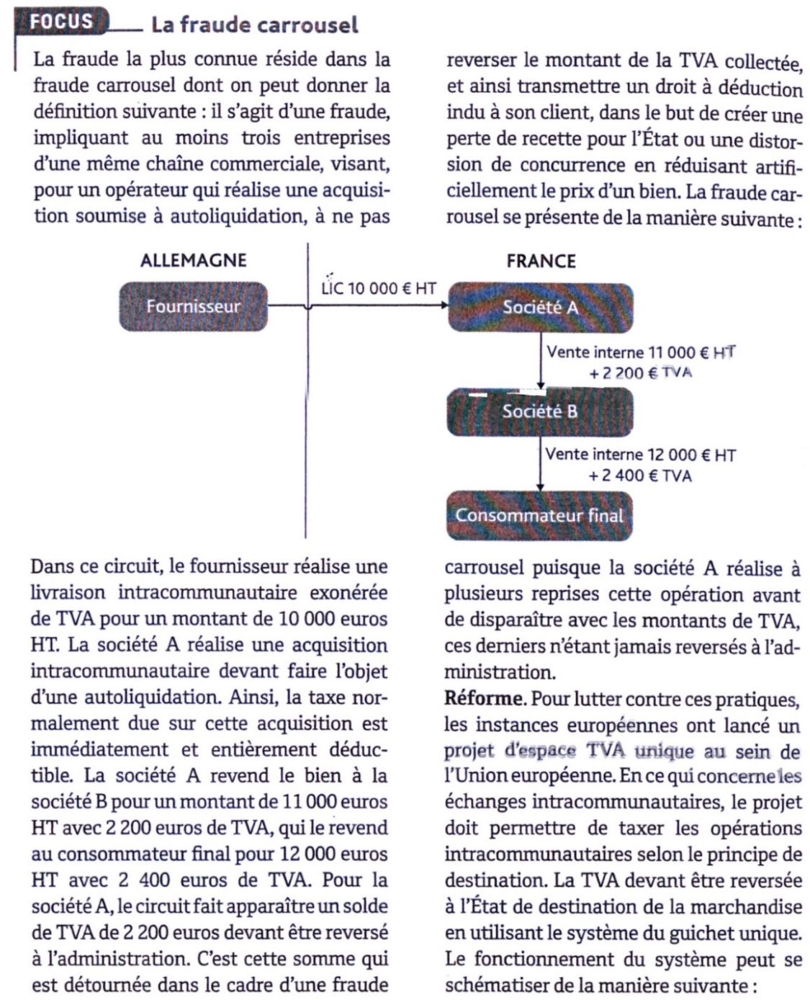 FOCUS
La fraude carrousel
La fraude la plus connue réside dans la
fraude carrousel dont on peut donner la
définition suivante : il s'agit d'une fraude,
impliquant au moins trois entreprises
d'une même chaîne commerciale, visant,
pour un opérateur qui réalise une acquisi-
tion soumise à autoliquidation, à ne pas
reverser le montant de la TVA collectée,
et ainsi transmettre un droit à déduction
indu à son client, dans le but de créer une
perte de recette pour l'État ou une distor-
sion de concurrence en réduisant artifi-
ciellement le prix d'un bien. La fraude car-
rousel se présente de la manière suivante :
ALLEMAGNE
FRANCE
Fournisseur
LIC 10 000 € HT
Société A
Vente interne 11 000 € HT
+ 2 200 € TVA
Société B
Vente interne 12 000 € HT
+ 2 400 € TVA
Consommateur final
Dans ce circuit, le fournisseur réalise une
livraison intracommunautaire exonérée
de TVA pour un montant de 10 000 euros
HT. La société A réalise une acquisition
intracommunautaire devant faire l'objet
d'une autoliquidation. Ainsi, la taxe nor-
malement due sur cette acquisition est
immédiatement et entièrement déduc-
tible. La société A revend le bien à la
société B pour un montant de 11 000 euros
HT avec 2 200 euros de TVA, qui le revend
au consommateur final pour 12 000 euros
HT avec 2 400 euros de TVA. Pour la
société A, le circuit fait apparaître un solde
de TVA de 2 200 euros devant être reversé
à l'administration. C'est cette somme qui
est détournée dans le cadre d'une fraude
carrousel puisque la société A réalise à
plusieurs reprises cette opération avant
de disparaître avec les montants de TVA,
ces derniers n'étant jamais reversés à l'ad-
ministration.
Réforme. Pour lutter contre ces pratiques,
les instances européennes ont lancé un
projet d'espace TVA unique au sein de
l'Union européenne. En ce qui concerne les
échanges intracommunautaires, le projet
doit permettre de taxer les opérations
intracommunautaires selon le principe de
destination. La TVA devant être reversée
à l'État de destination de la marchandise
en utilisant le système du guichet unique.
Le fonctionnement du système peut se
schématiser de la manière suivante :